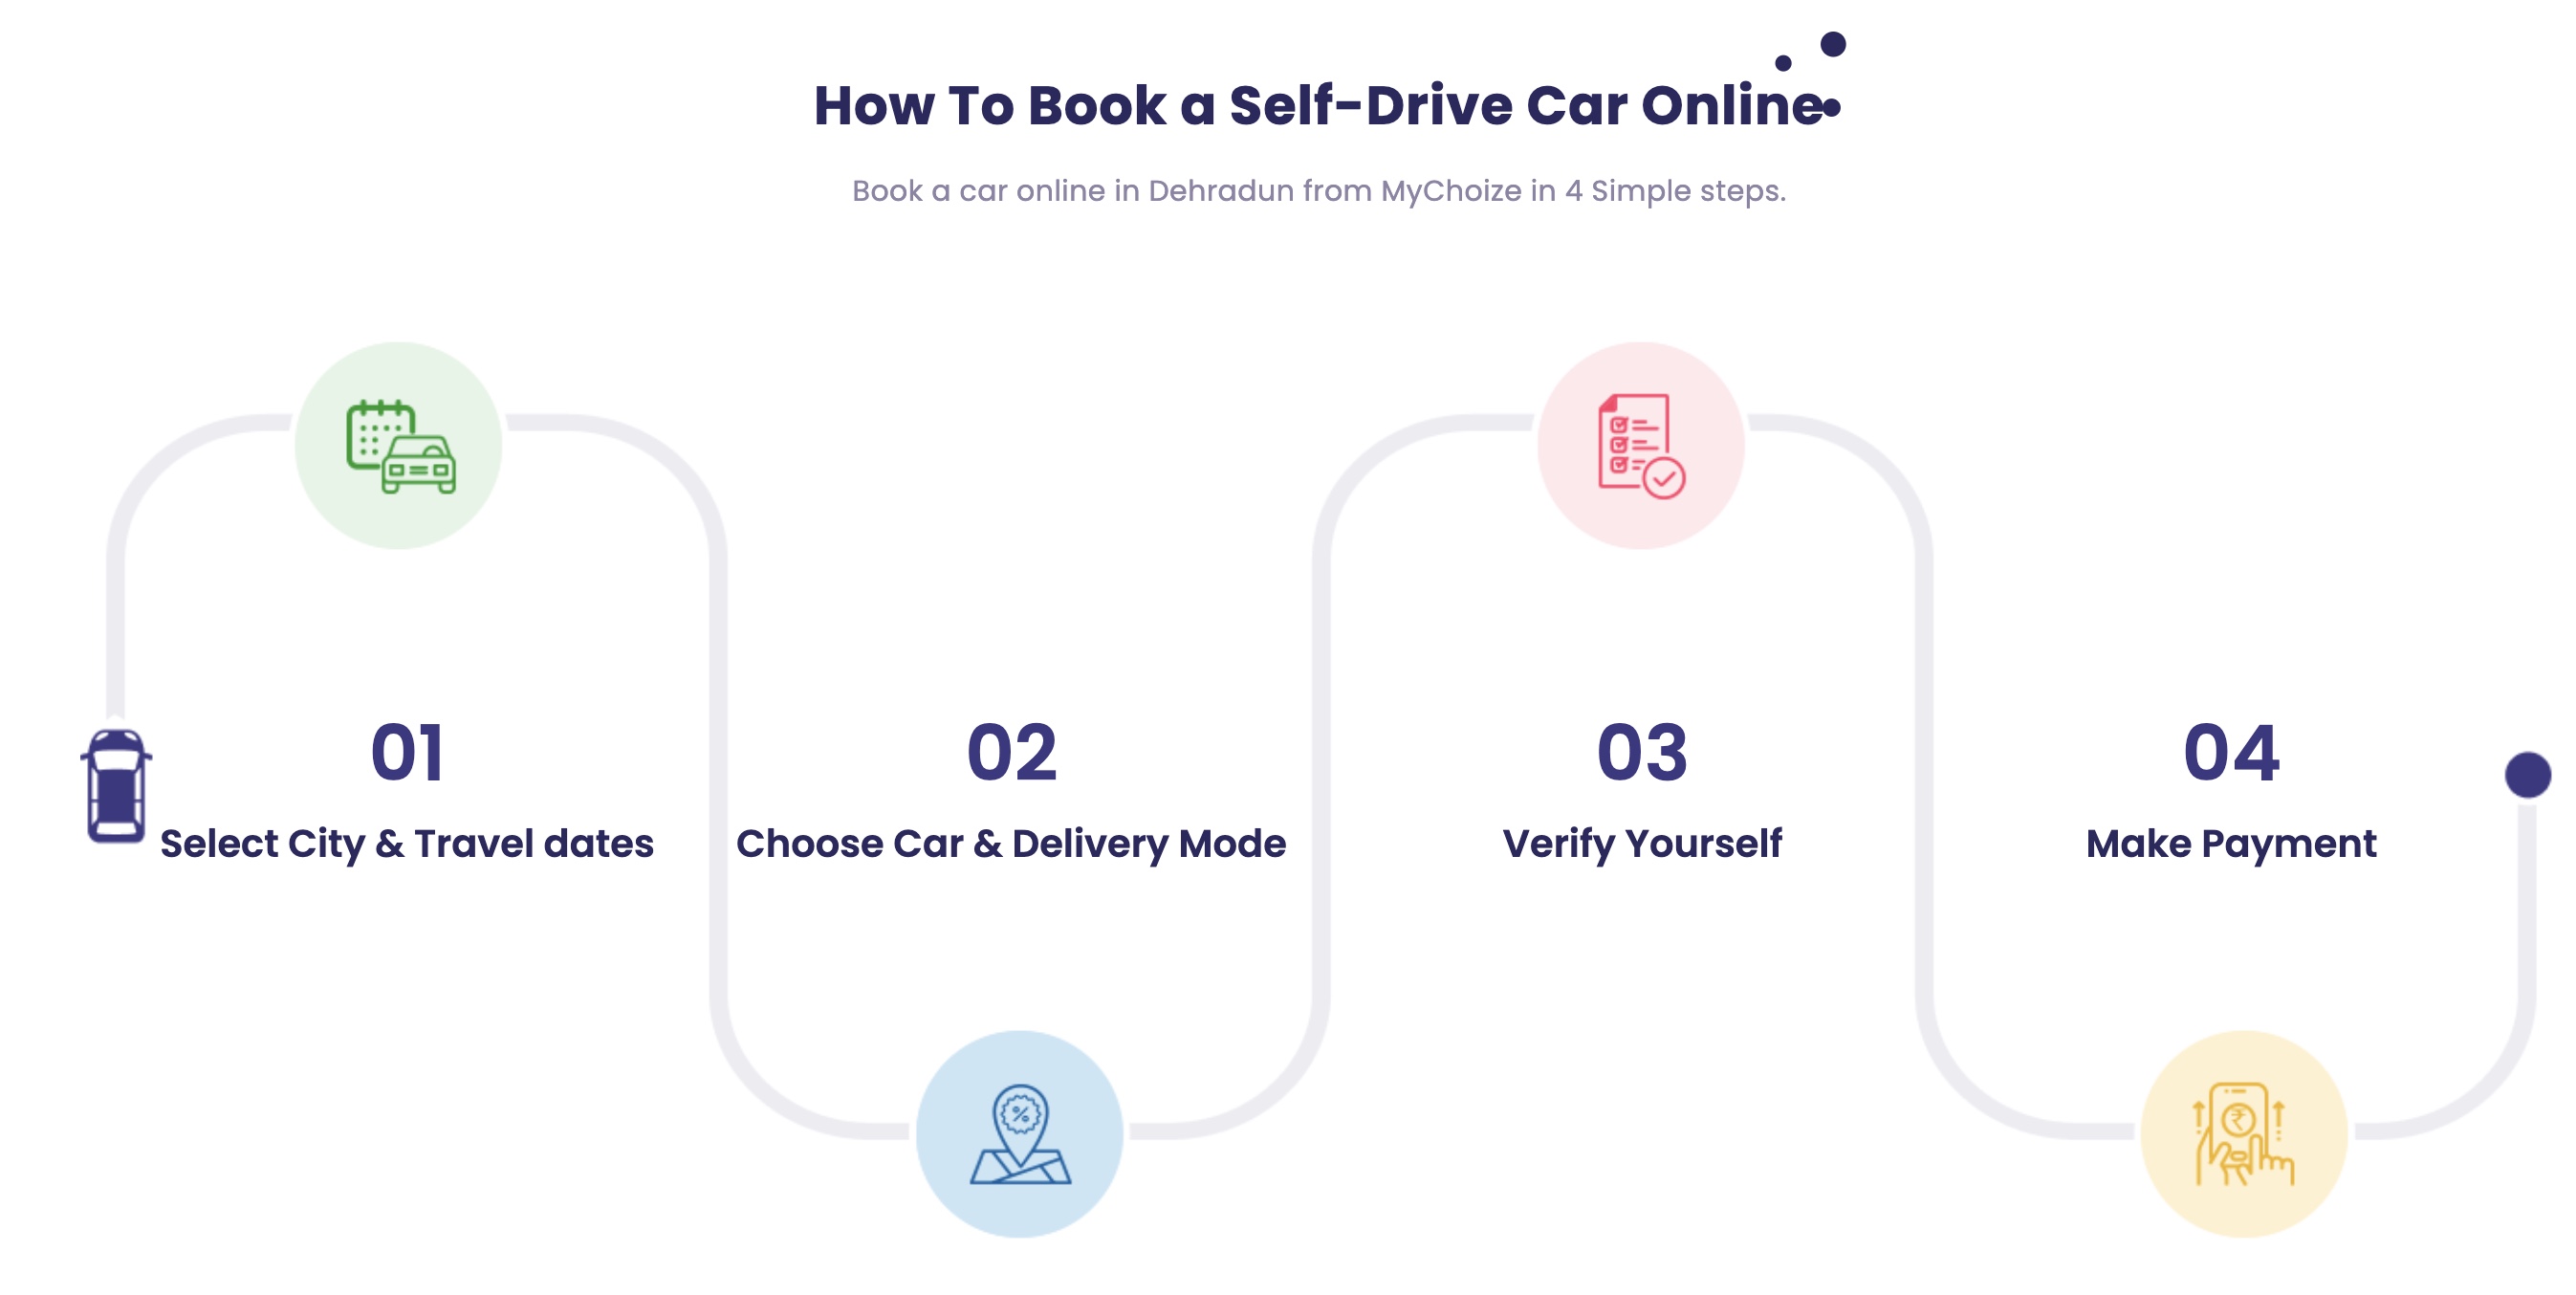 How To Book a Self-Drive Car Online
Book a car online in Dehradun from MyChoize in 4 Simple steps.
01
Select City & Travel dates
02
Choose Car & Delivery Mode
03
Verify Yourself
04
Make Payment